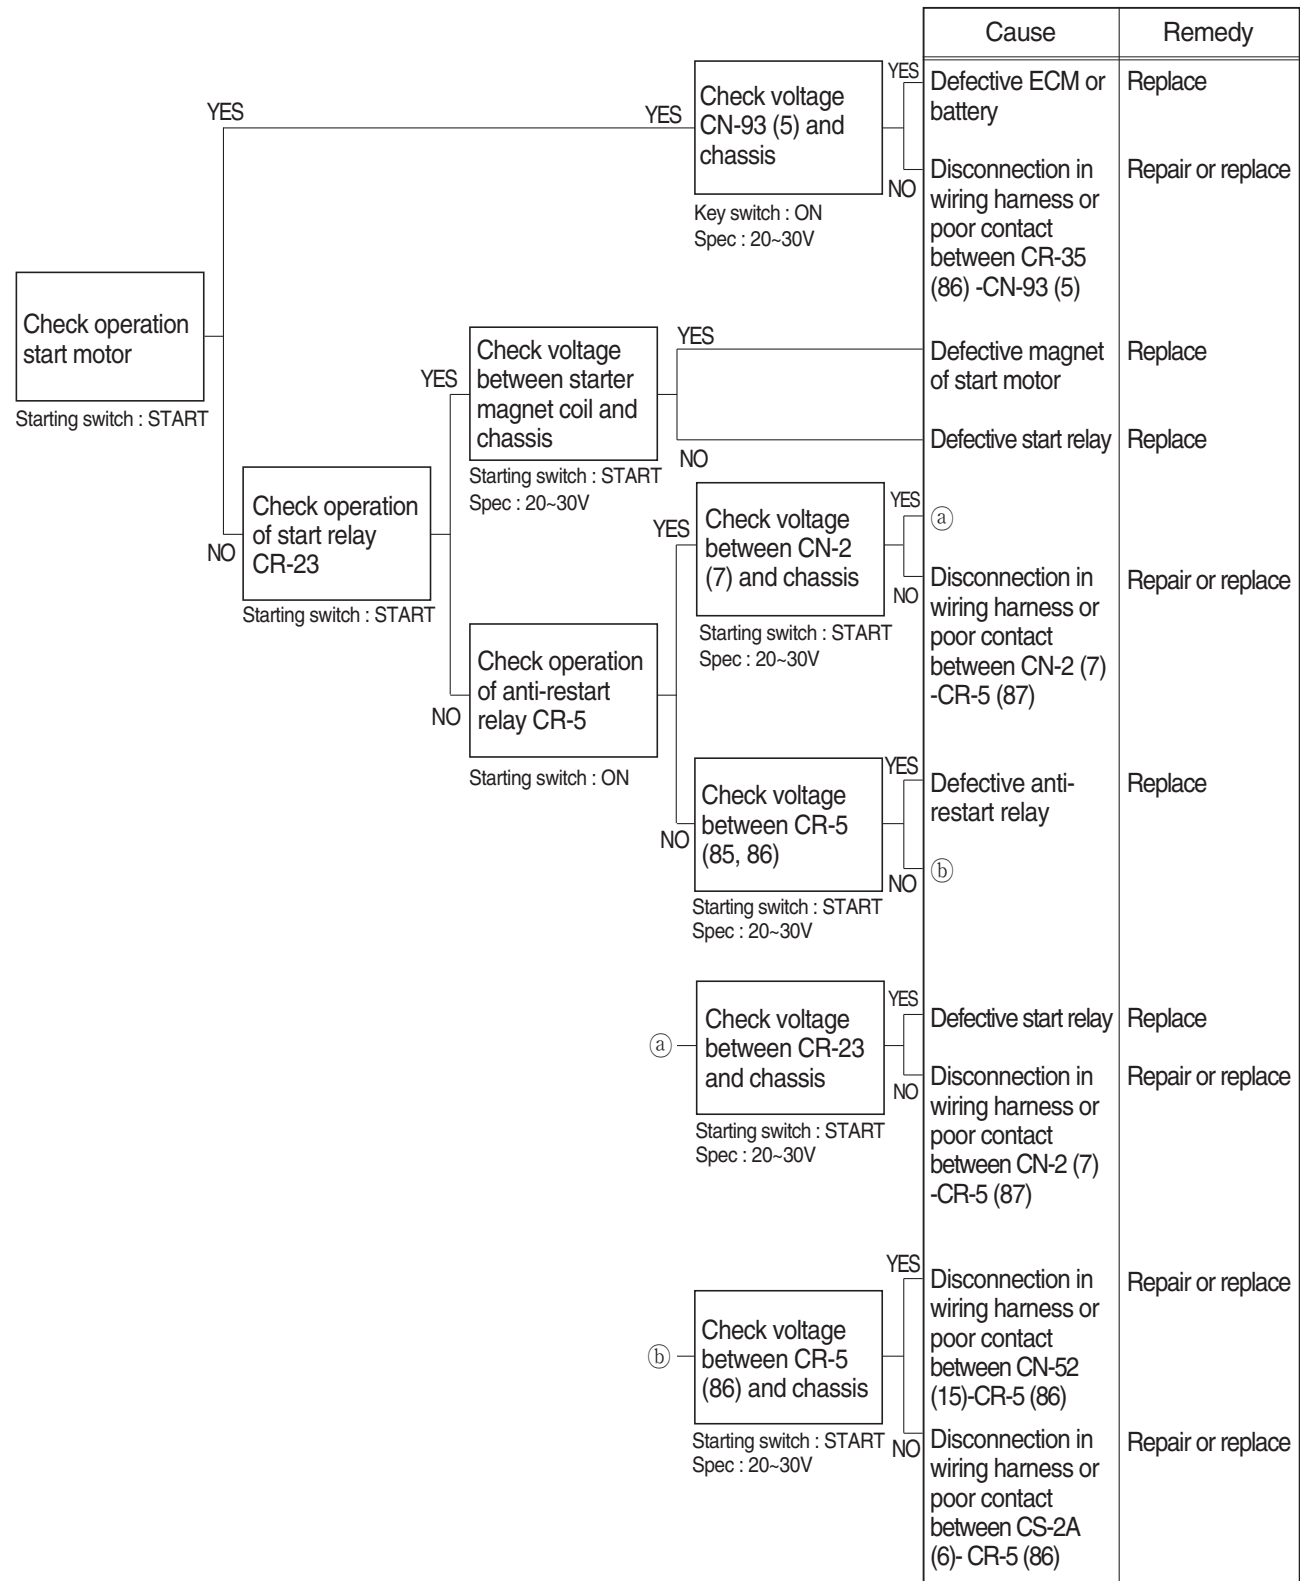 Cause
Remedy
YES
YES
Check voltage
CN-93 (5) and
chassis
Key switch : ON
Spec : 20~30V
YES
Defective ECM or
battery
Replace
NO
Disconnection in
wiring harness or
poor contact
between CR-35
(86) -CN-93 (5)
Repair or replace
Check operation
start motor
Starting switch : START
NO
Check operation
of start relay
CR-23
Starting switch : START
YES
Check voltage
between starter
magnet coil and
chassis
Starting switch : START
Spec : 20~30V
YES
Defective magnet
of start motor
Replace
NO
Defective start relay
Replace
NO
Check operation
of anti-restart
relay CR-5
Starting switch : ON
YES
Check voltage
between CN-2
(7) and chassis
Starting switch : START
Spec : 20~30V
YES
ⓐ
NO
Disconnection in
wiring harness or
poor contact
between CN-2 (7)
-CR-5 (87)
Repair or replace
NO
Check voltage
between CR-5
(85, 86)
Starting switch : START
Spec : 20~30V
YES
Defective anti-
restart relay
Replace
NO
ⓑ
ⓐ
Check voltage
between CR-23
and chassis
Starting switch : START
Spec : 20~30V
YES
Defective start relay
Replace
NO
Disconnection in
wiring harness or
poor contact
between CN-2 (7)
-CR-5 (87)
Repair or replace
ⓑ
Check voltage
between CR-5
(86) and chassis
Starting switch : START
Spec : 20~30V
YES
Disconnection in
wiring harness or
poor contact
between CN-52
(15)-CR-5 (86)
Repair or replace
NO
Disconnection in
wiring harness or
poor contact
between CS-2A
(6)- CR-5 (86)
Repair or replace